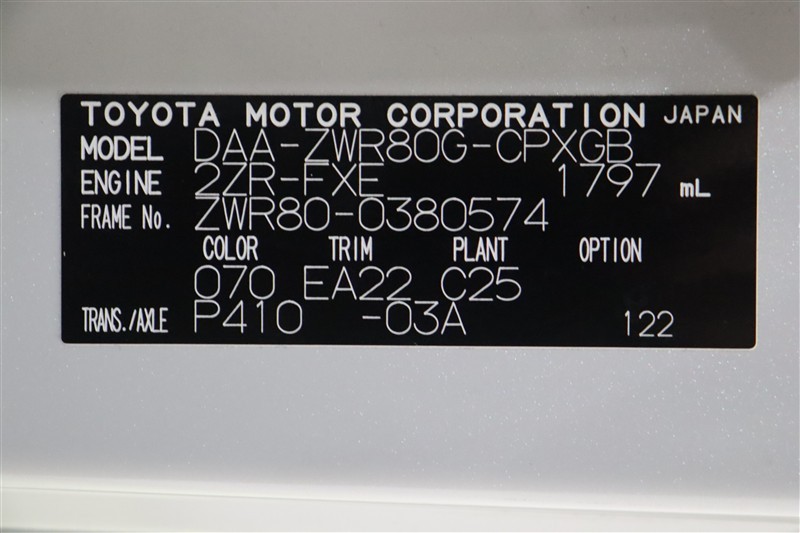 TOYOTA MOTOR CORPORATION JAPAN
MODEL DAA-ZWR80G-CPXGB
ENGINE 2ZR-FXE 1797 mL
FRAME No. ZWR80-0380574
COLOR TRIM PLANT OPTION
070 EA22 C25
TRANS./AXLE P410 -03A 122